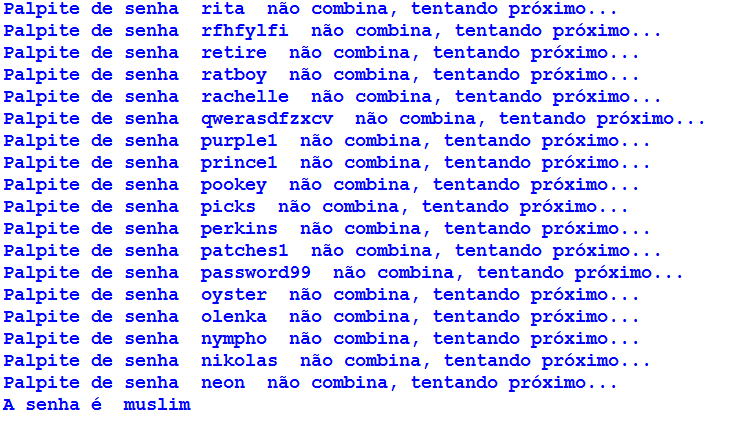 Palpite de senha  rita  não combina, tentando próximo...
Palpite de senha  rfhfylfi  não combina, tentando próximo...
Palpite de senha  retire  não combina, tentando próximo...
Palpite de senha  ratboy  não combina, tentando próximo...
Palpite de senha  rachelle  não combina, tentando próximo...
Palpite de senha  qwerasdfzxcv  não combina, tentando próximo...
Palpite de senha  purple1  não combina, tentando próximo...
Palpite de senha  prince1  não combina, tentando próximo...
Palpite de senha  pookey  não combina, tentando próximo...
Palpite de senha  picks  não combina, tentando próximo...
Palpite de senha  perkins  não combina, tentando próximo...
Palpite de senha  patches1  não combina, tentando próximo...
Palpite de senha  password99  não combina, tentando próximo...
Palpite de senha  oyster  não combina, tentando próximo...
Palpite de senha  olenka  não combina, tentando próximo...
Palpite de senha  nympho  não combina, tentando próximo...
Palpite de senha  nikolas  não combina, tentando próximo...
Palpite de senha  neon  não combina, tentando próximo...
A senha é  muslim